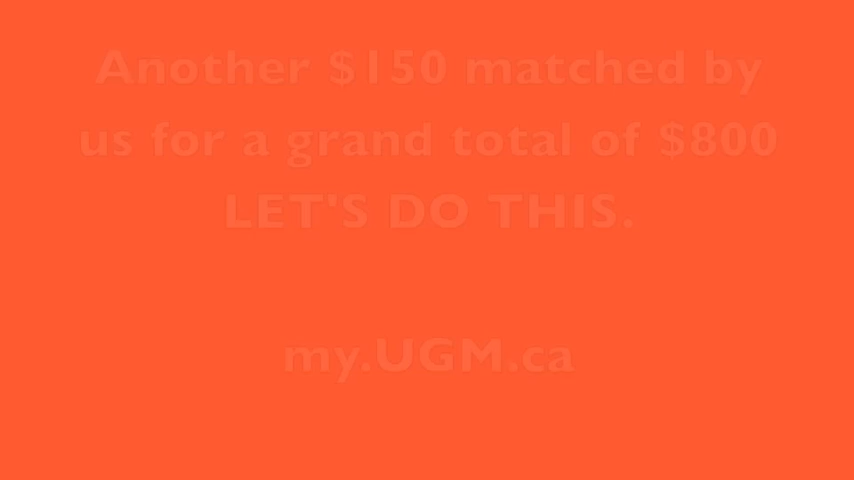 Another $150 matched by
us for a grand total of $800
LET'S DO THIS.
my.UGM.ca